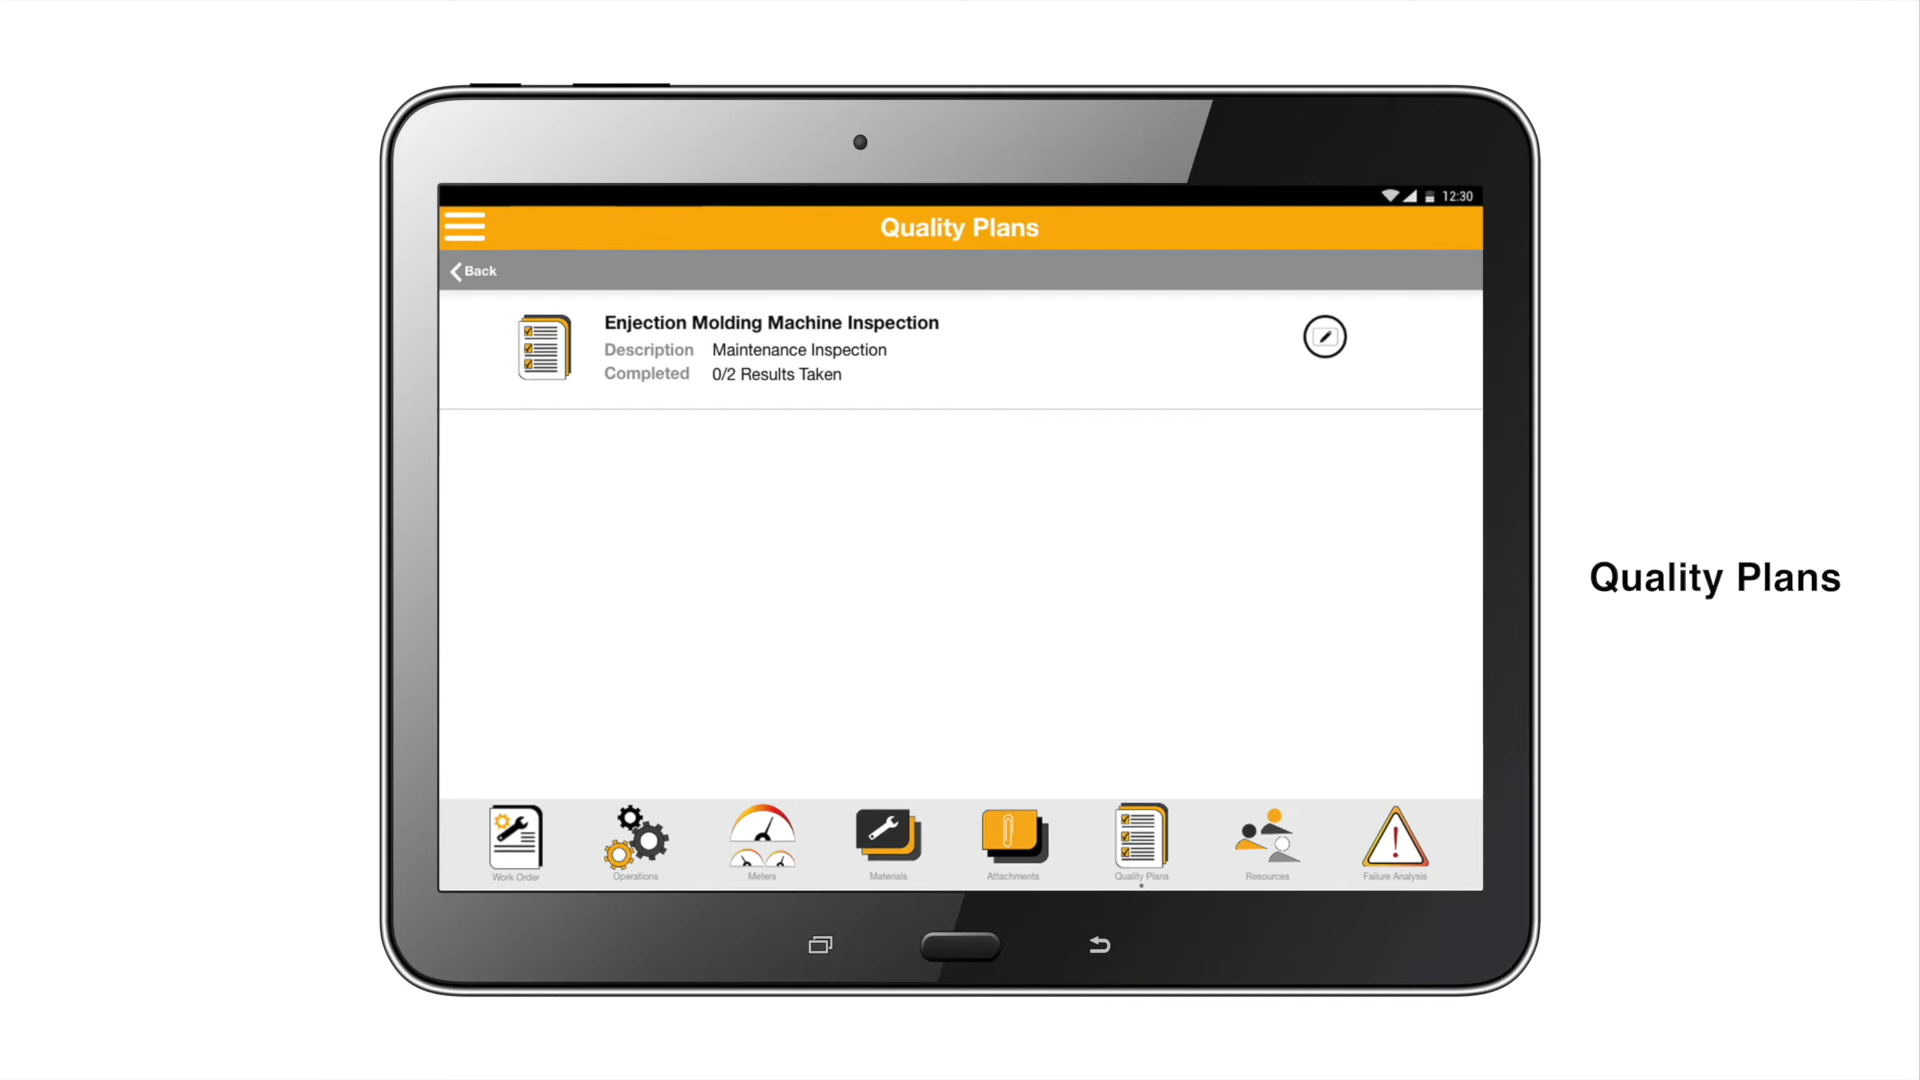 12:30
Quality Plans
Back
Enjection Molding Machine Inspection
Description Maintenance Inspection
Completed 0/2 Results Taken
Quality Plans
Work Order Operations Meters Materials Attachments Quality Plans Resources Failure Analysis